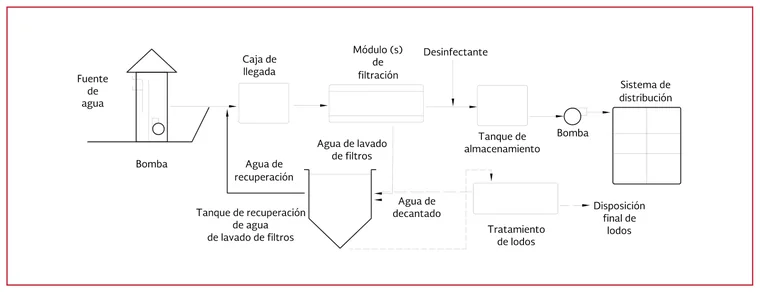 Fuente
de
agua
Bomba
Caja de
llegada
Módulo (s)
de
filtración
Desinfectante
Tanque de
almacenamiento
Bomba
Sistema de
distribución
Agua de lavado
de filtros
Agua de
recuperación
Tanque de recuperación
de agua
de lavado de filtros
Agua de
decantado
Tratamiento
de lodos
Disposición
final de
lodos